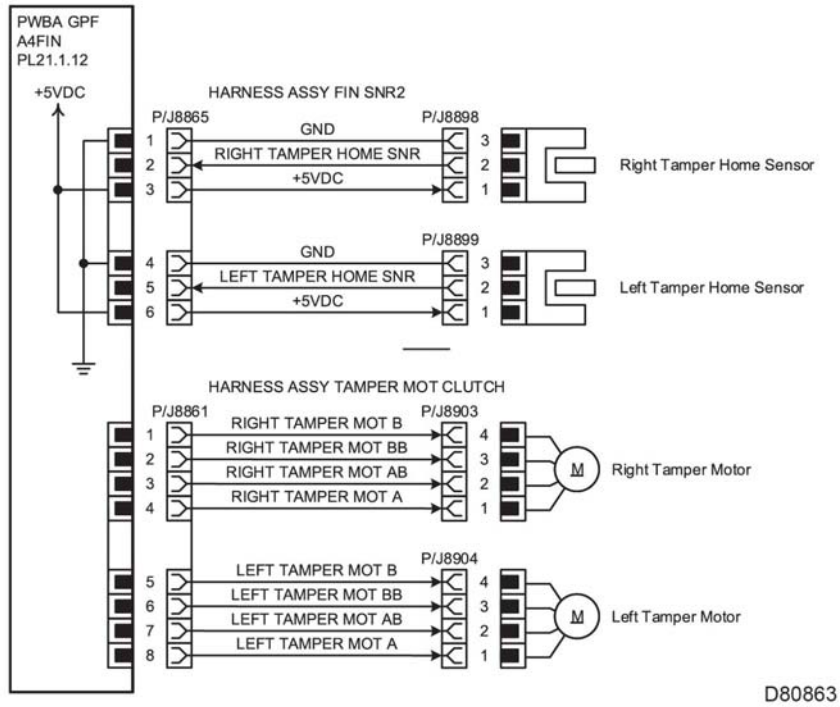 PWBA GPF
A4FIN
PL21.1.12
+5VDC
HARNESS ASSY FIN SNR2
P/J8865
P/J8898
1 GND 3
2 RIGHT TAMPER HOME SNR 2
3 +5VDC 1
Right Tamper Home Sensor
P/J8899
4 GND 3
5 LEFT TAMPER HOME SNR 2
6 +5VDC 1
Left Tamper Home Sensor
HARNESS ASSY TAMPER MOT CLUTCH
P/J8861
P/J8903
1 RIGHT TAMPER MOT B 4
2 RIGHT TAMPER MOT BB 3
3 RIGHT TAMPER MOT AB 2
4 RIGHT TAMPER MOT A 1
M
Right Tamper Motor
P/J8904
5 LEFT TAMPER MOT B 4
6 LEFT TAMPER MOT BB 3
7 LEFT TAMPER MOT AB 2
8 LEFT TAMPER MOT A 1
M
Left Tamper Motor
D80863